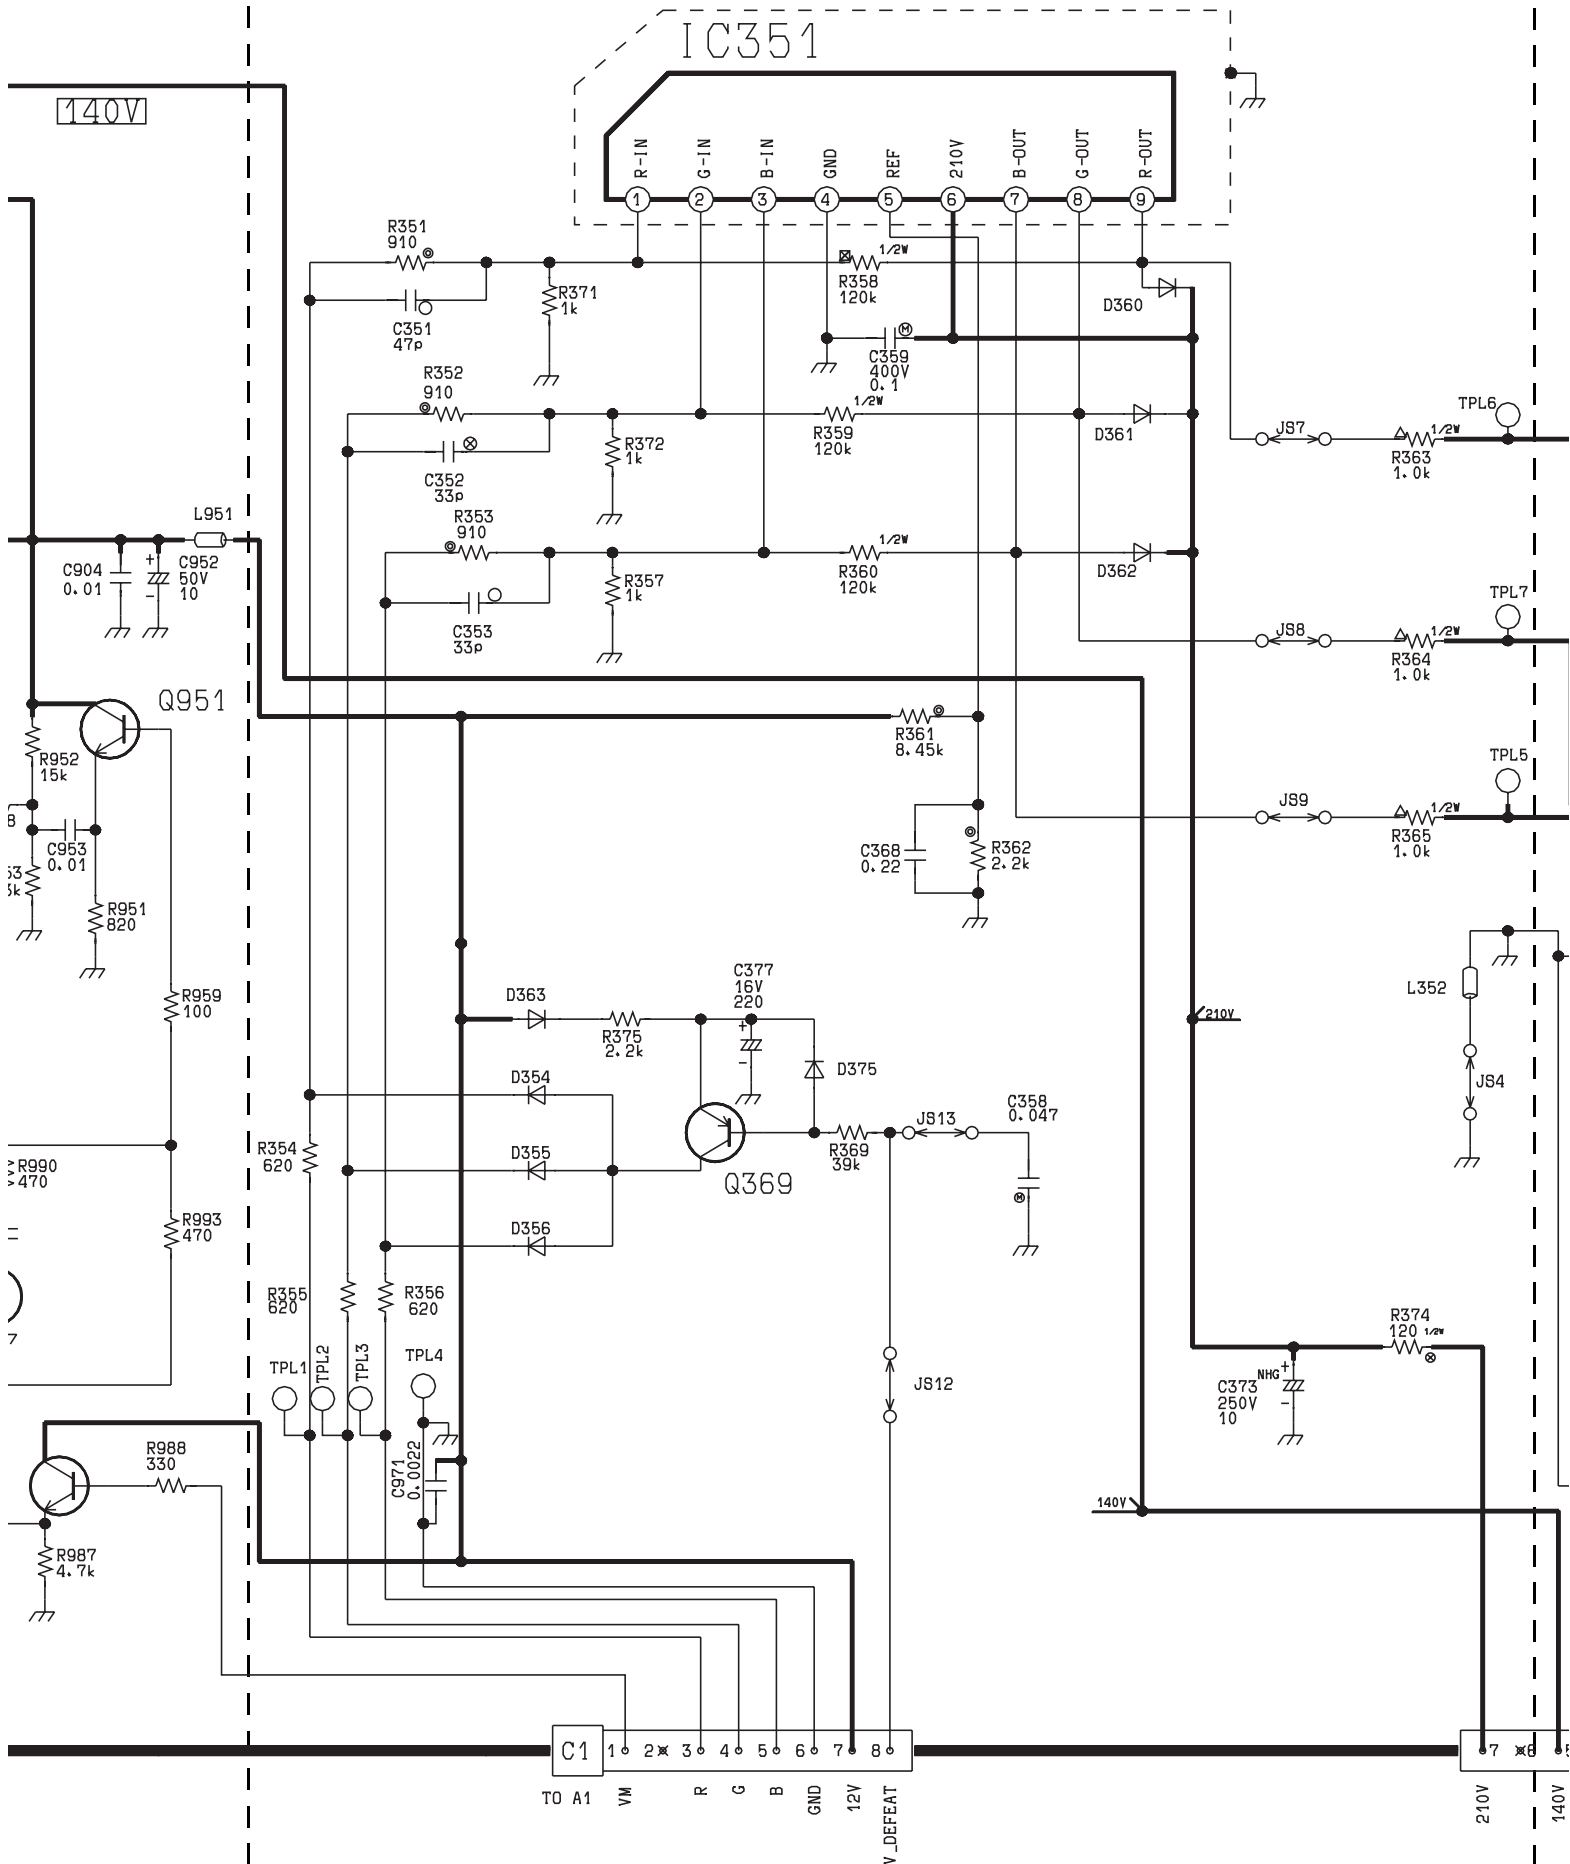 IC351
140V
R-IN
G-IN
B-IN
GND
REF
210V
B-OUT
G-OUT
R-OUT
1 2 3 4 5 6 7 8 9
R351
910
C351
47p
R371
1k
1/2W
R358
120k
D360
C359
400V
0.1
R352
910
C352
33p
R372
1k
1/2W
R359
120k
D361
TPL6
JS7
1/2W
R363
1.0k
L951
R353
910
C353
33p
R357
1k
1/2W
R360
120k
D362
C904
0.01
+
C952
50V
10
-
TPL7
JS8
1/2W
R364
1.0k
Q951
R952
15k
R361
8.45k
TPL5
JS9
1/2W
R365
1.0k
8
C953
0.01
53
3k
R951
820
C368
0.22
R362
2.2k
R959
100
D363
R375
2.2k
C377
16V
220
+
-
D375
210V
L352
JS4
D354
R354
620
D355
D356
Q369
R369
39k
JS13
C358
0.047
R990
470
R993
470
7
R355
620
R356
620
TPL1
TPL2
TPL3
TPL4
JS12
R374
120 1/2W
NHG
+
C373
250V
10
-
R988
330
C971
0.0022
140V
R987
4.7k
C1
1 2 3 4 5 6 7 8
TO A1
VM
R
G
B
GND
12V
V_DEFEAT
7 6 5
210V
140V